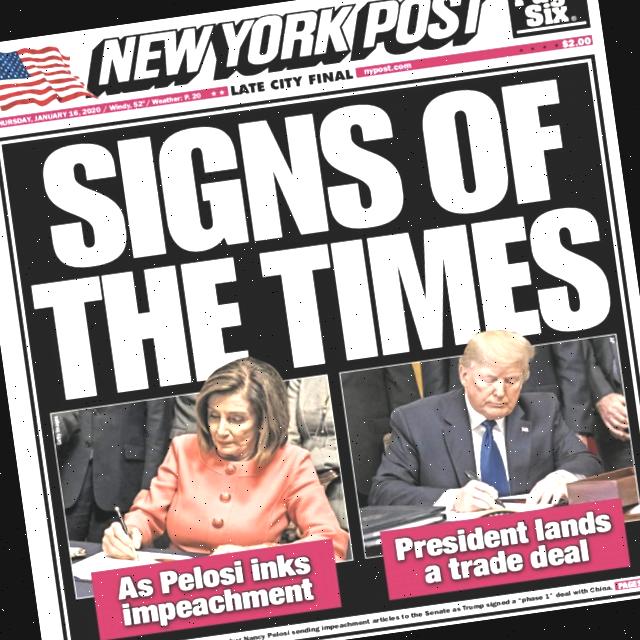 NEW YORK POST
SIX®
THURSDAY, JANUARY 16, 2020 / Windy, 52° / Weather: P. 20 ★★ LATE CITY FINAL nypost.com $2.00
SIGNS OF
THE TIMES
As Pelosi inks
impeachment
President lands
a trade deal
Nancy Pelosi sending impeachment articles to the Senate as Trump signed a "phase 1" deal with China. PAGES